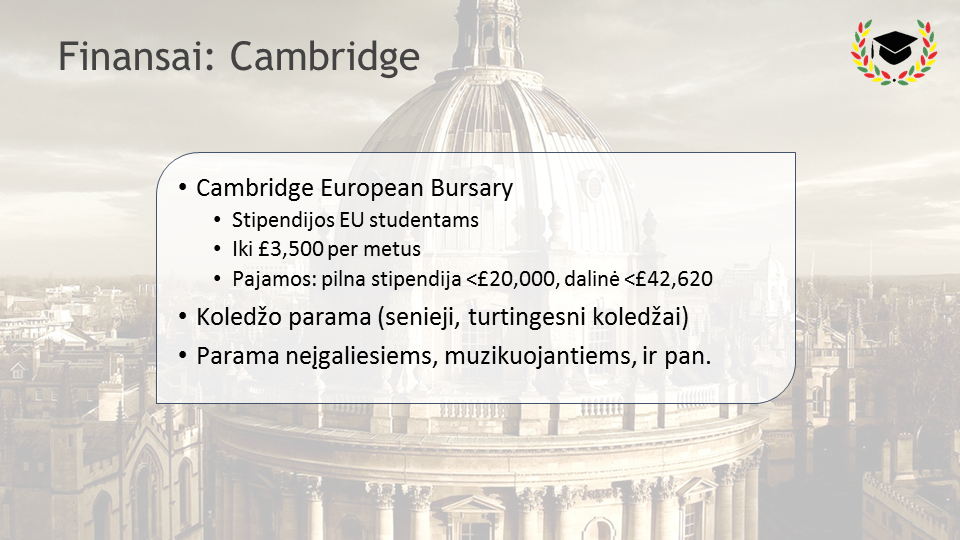 Finansai: Cambridge
• Cambridge European Bursary
• Stipendijos EU studentams
• Iki £3,500 per metus
• Pajamos: pilna stipendija <£20,000, dalinė <£42,620
• Koledžo parama (senieji, turtingesni koledžai)
• Parama neįgaliesiems, muzikuojantiems, ir pan.